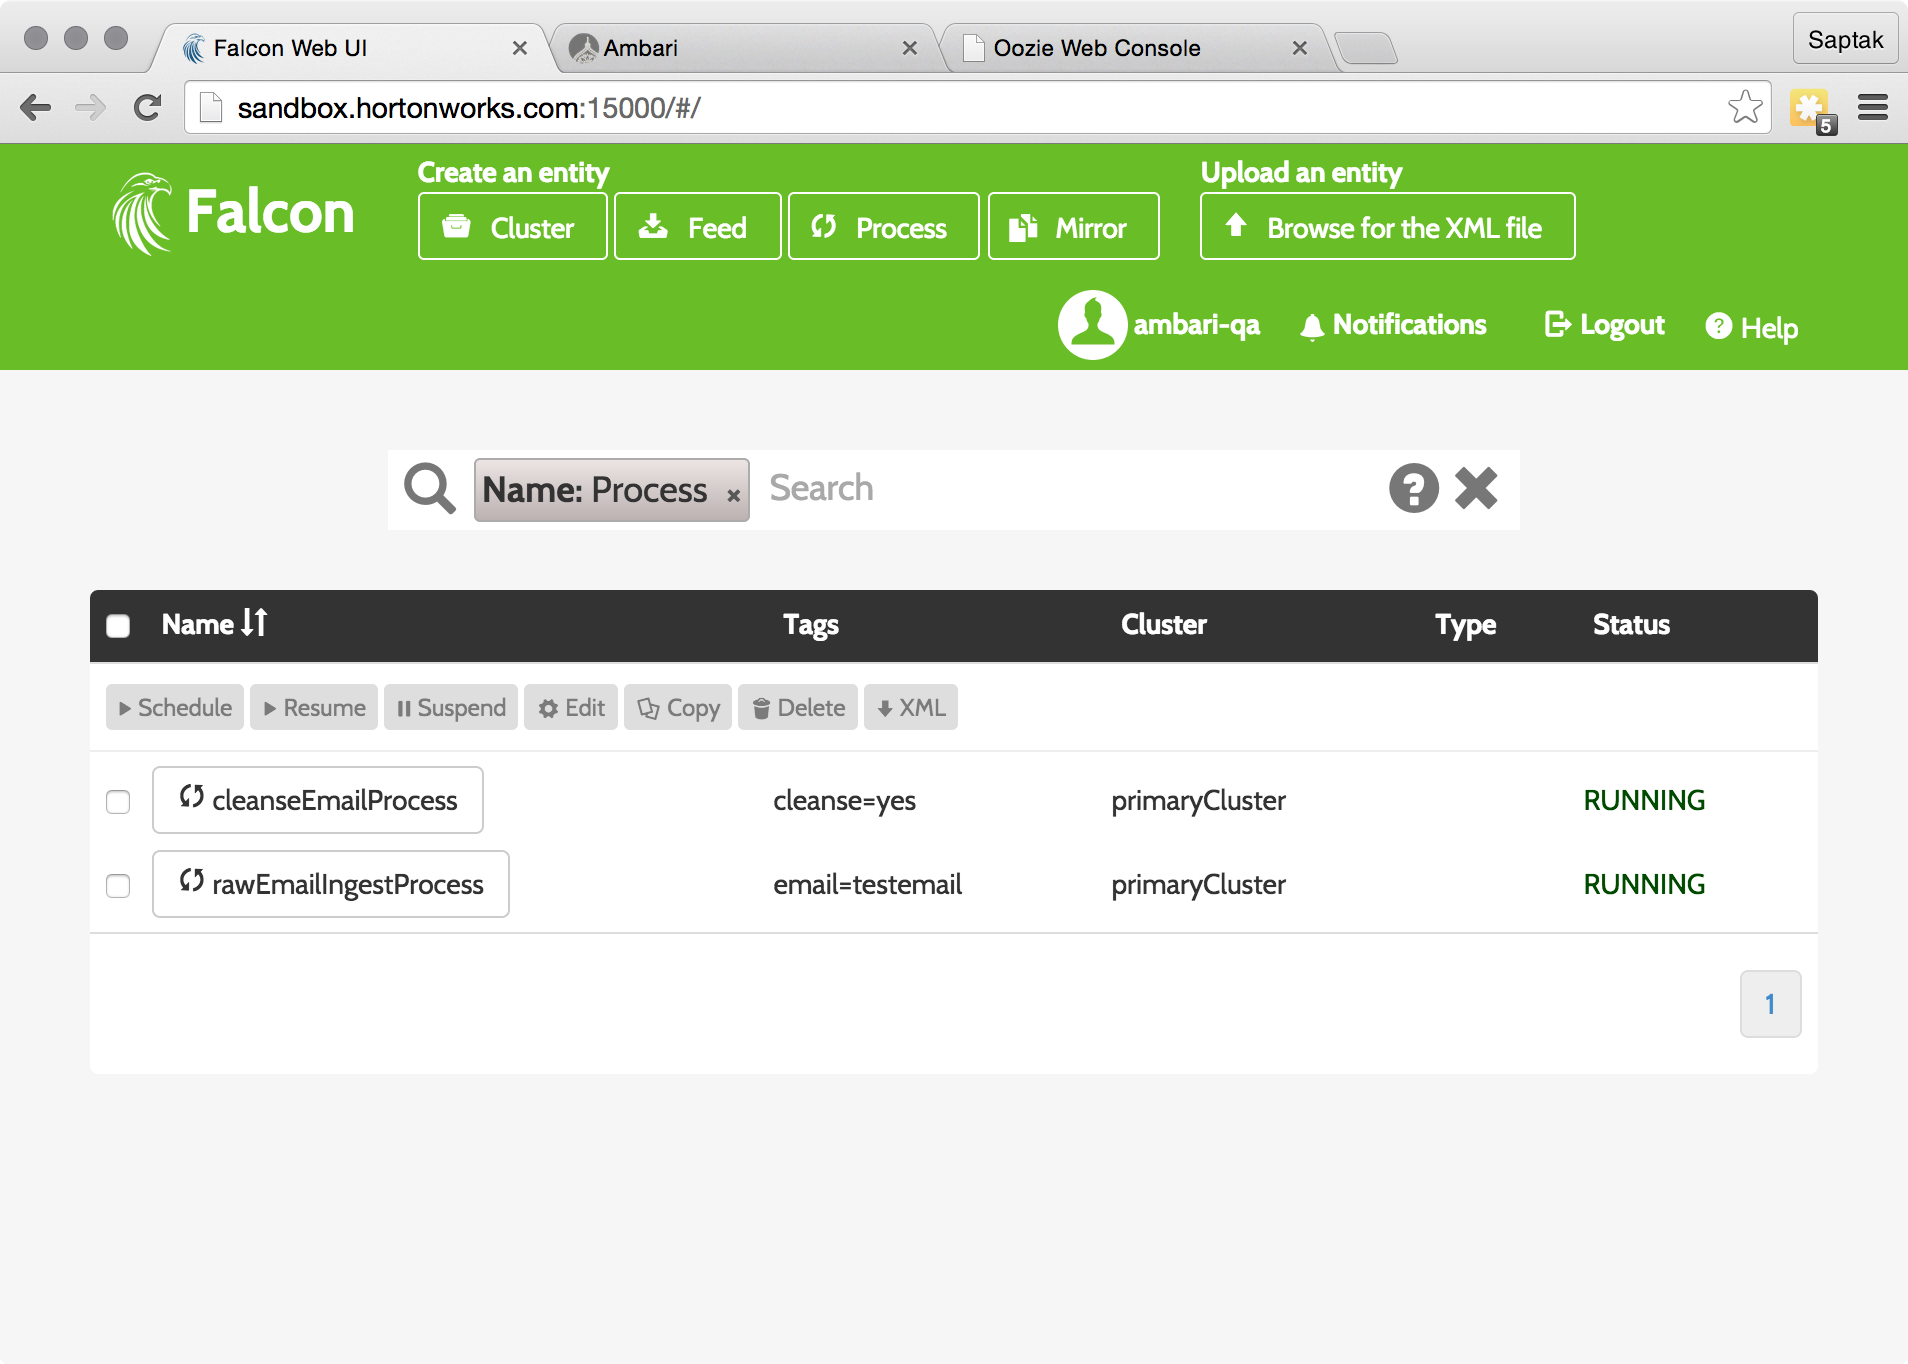 Falcon Web UI
Ambari
Oozie Web Console
Saptak
sandbox.hortonworks.com:15000/#/
5
Falcon
Create an entity
Cluster
Feed
Process
Mirror
Upload an entity
Browse for the XML file
ambari-qa
Notifications
Logout
? Help
Name: Process ×
Search
?
Name Tags Cluster Type Status
Schedule Resume Suspend Edit Copy Delete XML
cleanseEmailProcess cleanse=yes primaryCluster RUNNING
rawEmailIngestProcess email=testemail primaryCluster RUNNING
1